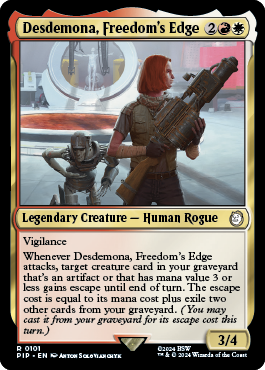 Desdemona, Freedom's Edge 2
Legendary Creature — Human Rogue
Vigilance
Whenever Desdemona, Freedom's Edge
attacks, target creature card in your graveyard
that's an artifact or that has mana value 3 or
less gains escape until end of turn. The escape
cost is equal to its mana cost plus exile two
other cards from your graveyard. (You may
cast it from your graveyard for its escape cost this
turn.)
3/4
R 0101
PIP • EN Anton Solovianchyk
©2024 BSW
™ & © 2024 Wizards of the Coast